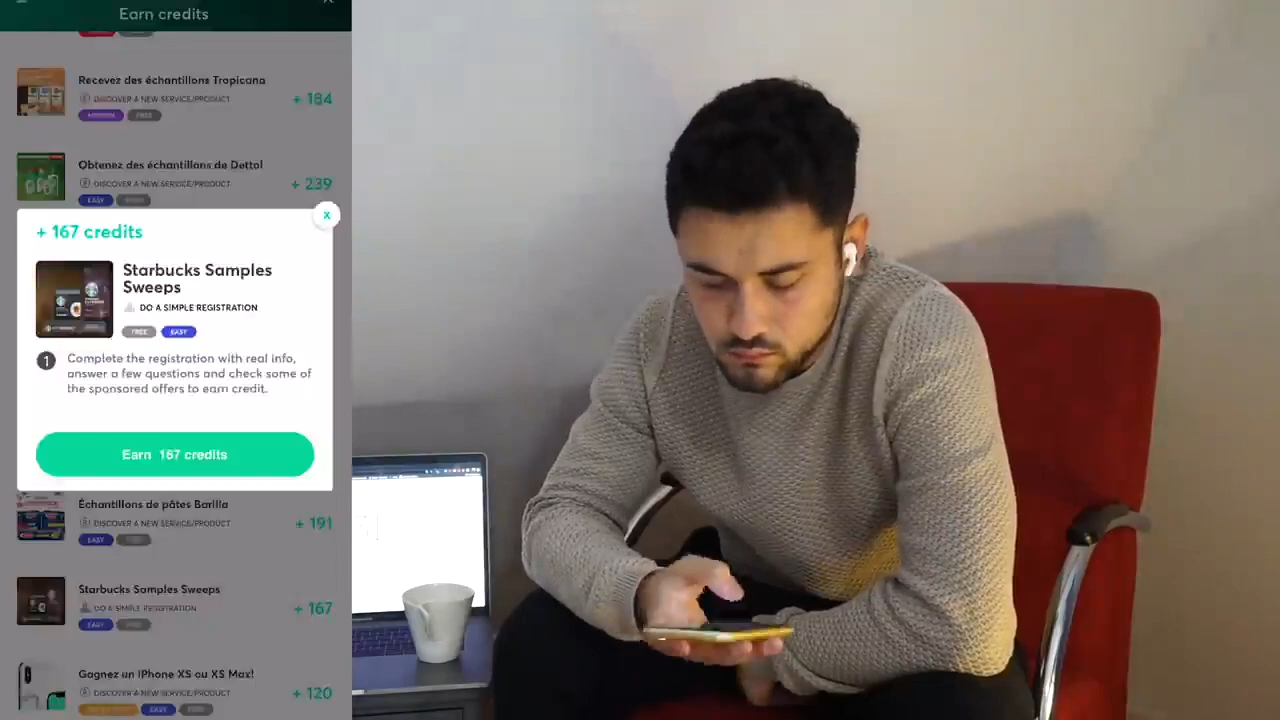 Earn credits
Recevez des échantillons Tropicana
DISCOVER A NEW SERVICE/PRODUCT
+ 184
FREE
Obtenez des échantillons de Dettol
DISCOVER A NEW SERVICE/PRODUCT
+ 239
EASY
x
+ 167 credits
Starbucks Samples
Sweeps
DO A SIMPLE REGISTRATION
FREE EASY
1 Complete the registration with real info,
answer a few questions and check some of
the sponsored offers to earn credit.
Earn 167 credits
Échantillons de pâtes Barilla
DISCOVER A NEW SERVICE/PRODUCT
+ 191
EASY FREE
Starbucks Samples Sweeps
DO A SIMPLE REGISTRATION
+ 167
EASY FREE
Gagnez un iPhone XS ou XS Max!
DISCOVER A NEW SERVICE/PRODUCT
+ 120
EASY FREE